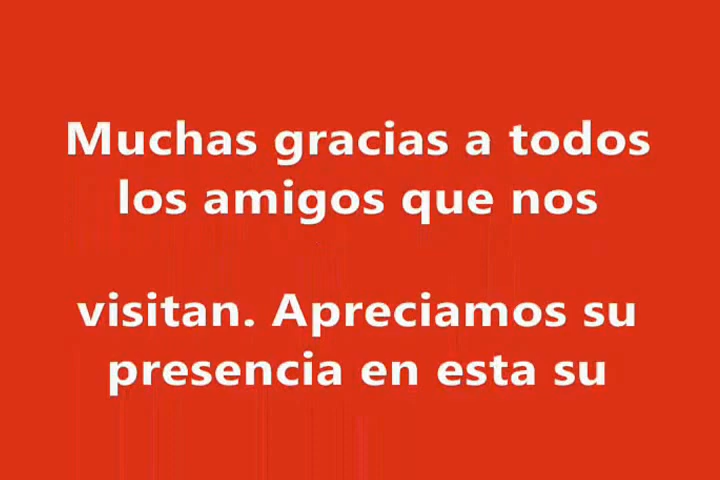 Muchas gracias a todos
los amigos que nos
visitan. Apreciamos su
presencia en esta su